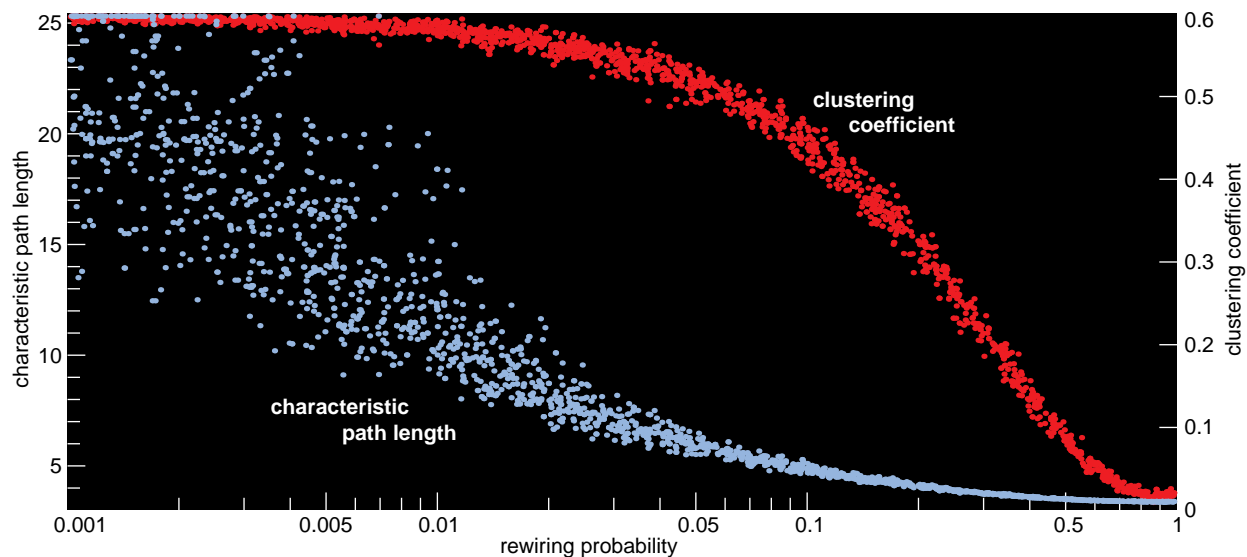 characteristic path length
25
20
15
10
5
clustering
coefficient
characteristic
path length
0.6
0.5
0.4
0.3
0.2
0.1
0
clustering coefficient
0.001 0.005 0.01 0.05 0.1 0.5 1
rewiring probability